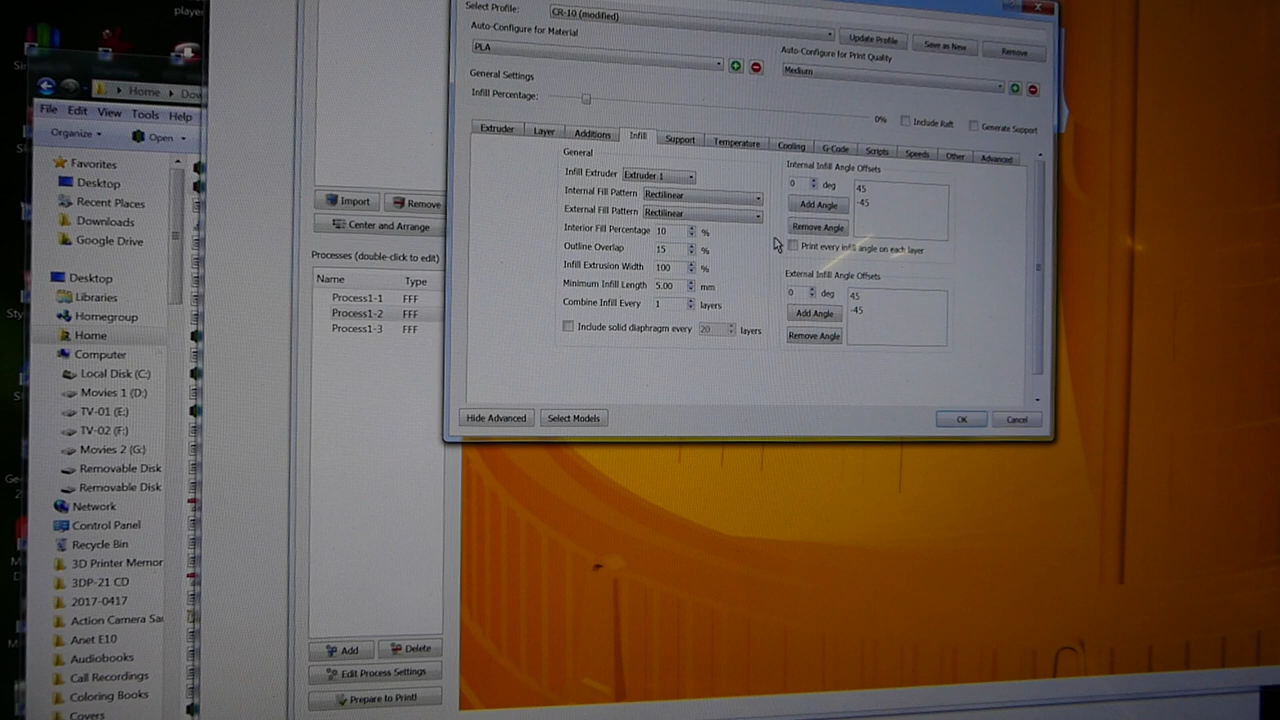 playe
Home Dow
File Edit View Tools Help
Organize Open
Favorites
Desktop
Recent Places
Downloads
Google Drive
Desktop
Libraries
Homegroup
Home
Computer
Local Disk (C:)
Movies 1 (D:)
TV-01 (E:)
TV-02 (F:)
Movies 2 (G:)
Removable Disk
Removable Disk
Network
Control Panel
Recycle Bin
3D Printer Memor
3DP-21 CD
2017-0417
Action Camera Sa
Anet E10
Audiobooks
Call Recordings
Coloring Books
Covers
Import Remove
Center and Arrange
Processes (double-click to edit)
Name Type
Process1-1 FFF
Process1-2 FFF
Process1-3 FFF
Add Delete
Edit Process Settings
Prepare to Print!
Select Profile: CR-10 (modified)
Update Profile Save as New Remove
Auto-Configure for Material
PLA
Auto-Configure for Print Quality
Medium
General Settings
Infill Percentage: 0% Include Raft Generate Support
Extruder Layer Additions Infill Support Temperature Cooling G-Code Scripts Speeds Other Advanced
General
Infill Extruder Extruder 1
Internal Fill Pattern Rectilinear
External Fill Pattern Rectilinear
Interior Fill Percentage 10 %
Outline Overlap 15 %
Infill Extrusion Width 100 %
Minimum Infill Length 5.00 mm
Combine Infill Every 1 layers
Include solid diaphragm every 20 layers
Internal Infill Angle Offsets
0 deg 45
Add Angle -45
Remove Angle
Print every infill angle on each layer
External Infill Angle Offsets
0 deg 45
Add Angle -45
Remove Angle
Hide Advanced Select Models OK Cancel